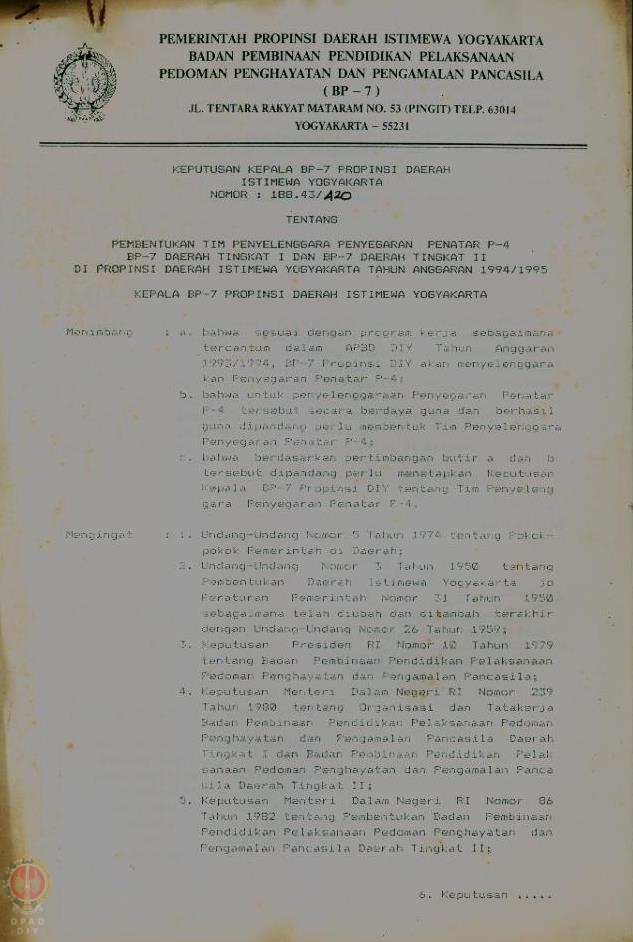 PEMERINTAH PROPINSI DAERAH ISTIMEWA YOGYAKARTA
BADAN PEMBINAAN PENDIDIKAN PELAKSANAAN
PEDOMAN PENGHAYATAN DAN PENGAMALAN PANCASILA
( BP – 7 )
JL. TENTARA RAKYAT MATARAM NO. 53 (PINGIT) TELP. 63014
YOGYAKARTA – 55231
KEPUTUSAN KEPALA BP-7 PROPINSI DAERAH
ISTIMEWA YOGYAKARTA
NOMOR : 188.43/A20
TENTANG
PEMBENTUKAN TIM PENYELENGGARA PENYEGARAN PENATAR P-4
BP-7 DAERAH TINGKAT I DAN BP-7 DAERAH TINGKAT II
DI PROPINSI DAERAH ISTIMEWA YOGYAKARTA TAHUN ANGGARAN 1994/1995
KEPALA BP-7 PROPINSI DAERAH ISTIMEWA YOGYAKARTA
Menimbang : a. bahwa sesuai dengan program kerja sebagaimana
tercantum dalam APBD DIY Tahun Anggaran
1993/1994, BP-7 Propinsi DIY akan menyelenggara
kan Penyegaran Penatar P-4;
b. bahwa untuk penyelenggaraan Penyegaran Penatar
P-4 tersebut secara berdaya guna dan berhasil
guna dipandang perlu membentuk Tim Penyelenggara
Penyegaran Penatar P-4;
c. bahwa berdasarkan pertimbangan butir a dan b
tersebut dipandang perlu menetapkan Keputusan
Kepala BP-7 Propinsi DIY tentang Tim Penyeleng
gara Penyegaran Penatar P-4.
Mengingat : 1. Undang-Undang Nomor 5 Tahun 1974 tentang Pokok-
pokok Pemerintah di Daerah;
2. Undang-Undang Nomor 3 Tahun 1950 tentang
Pembentukan Daerah Istimewa Yogyakarta jo
Peraturan Pemerintah Nomor 31 Tahun 1950
sebagaimana telah diubah dan ditambah terakhir
dengan Undang-Undang Nomor 26 Tahun 1959;
3. Keputusan Presiden RI Nomor 10 Tahun 1979
tentang Badan Pembinaan Pendidikan Pelaksanaan
Pedoman Penghayatan dan Pengamalan Pancasila;
4. Keputusan Menteri Dalam Negeri RI Nomor 239
Tahun 1980 tentang Organisasi dan Tatakerja
Badan Pembinaan Pendidikan Pelaksanaan Pedoman
Penghayatan dan Pengamalan Pancasila Daerah
Tingkat I dan Badan Pembinaan Pendidikan Pelak
sanaan Pedoman Penghayatan dan Pengamalan Panca
sila Daerah Tingkat II;
5. Keputusan Menteri Dalam Negeri RI Nomor 86
Tahun 1982 tentang Pembentukan Badan Pembinaan
Pendidikan Pelaksanaan Pedoman Penghayatan dan
Pengamalan Pancasila Daerah Tingkat II;
6. Keputusan .....
DPAD
DIY